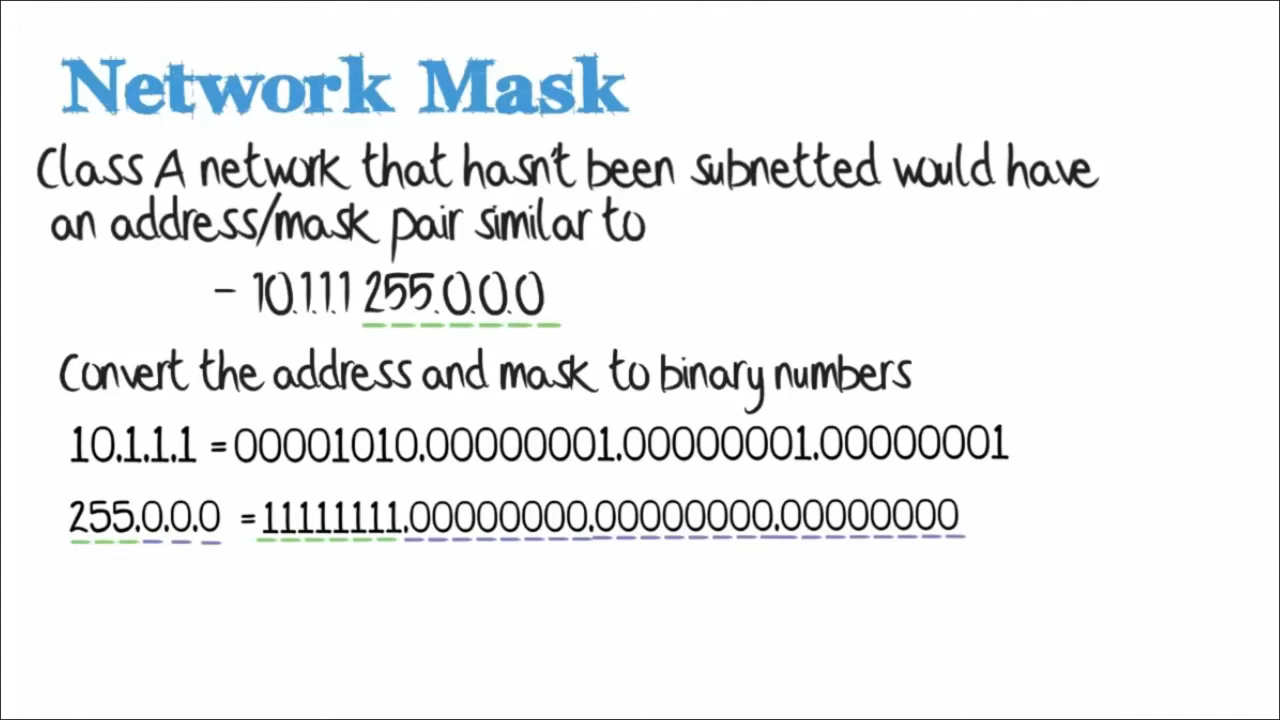 Network Mask
Class A network that hasn't been subnetted would have
an address/mask pair similar to
– 10.1.1.1 255.0.0.0
Convert the address and mask to binary numbers
10.1.1.1 = 00001010.00000001.00000001.00000001
255.0.0.0 = 11111111.00000000.00000000.00000000